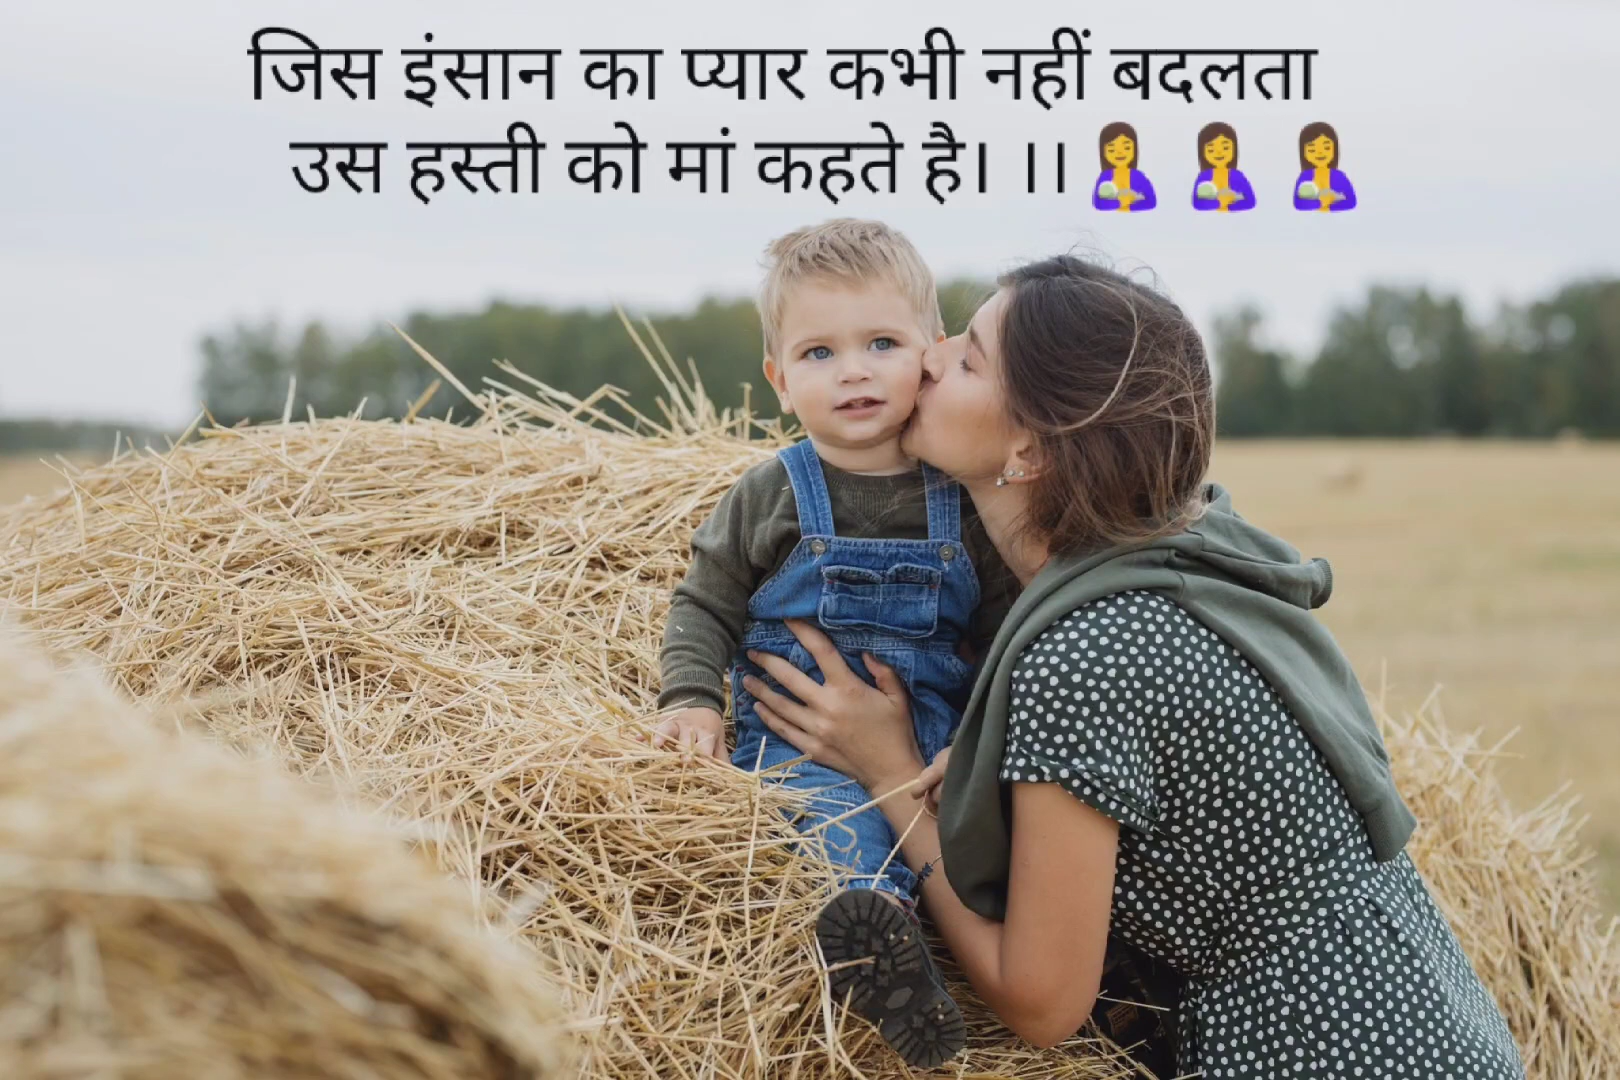 जिस इंसान का प्यार कभी नहीं बदलता
उस हस्ती को मां कहते है। ।।🤱 🤱 🤱